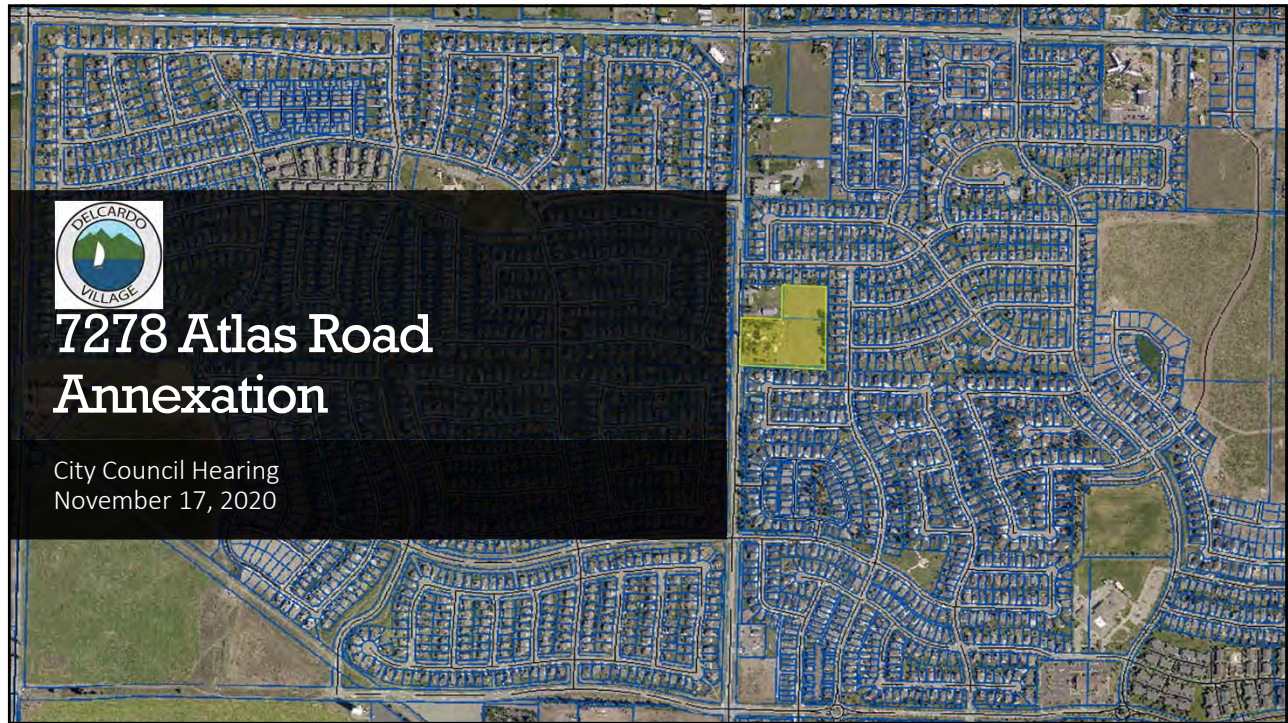 DELCARDO
VILLAGE
7278 Atlas Road
Annexation
City Council Hearing
November 17, 2020